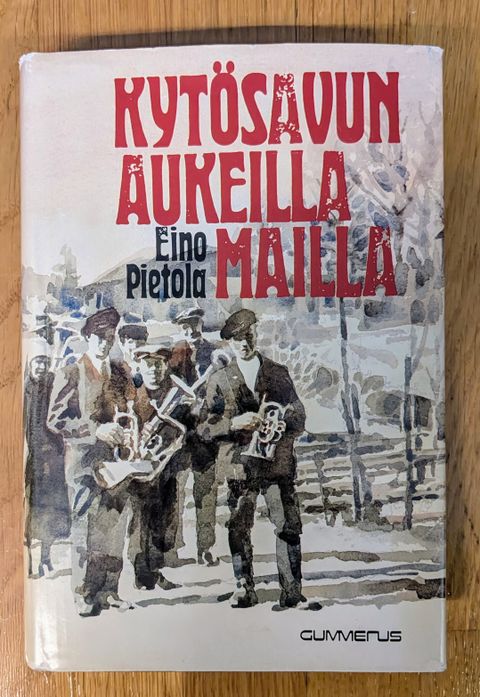 KYTÖSAVUN
AUKEILLA
Eino
Pietola
MAILLA
GUMMERUS